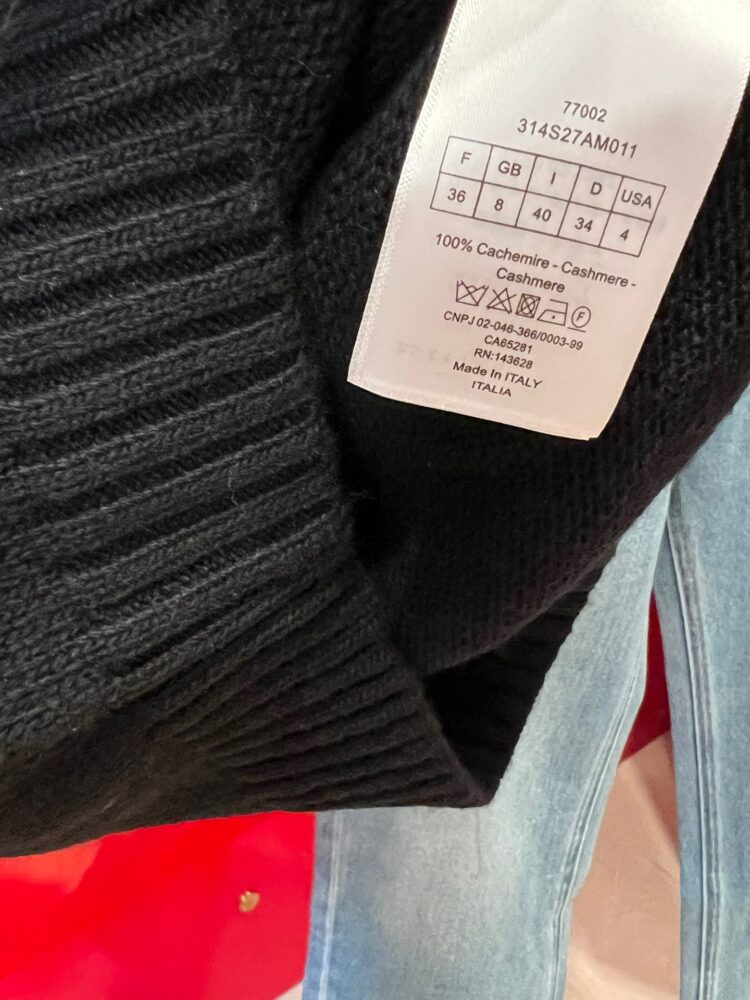 77002
314S27AM011
F GB I D USA
36 8 40 34 4
100% Cachemire - Cashmere -
Cashmere
F
CNPJ 02-046-366/0003-99
CA65281
RN:143628
Made In ITALY
ITALIA